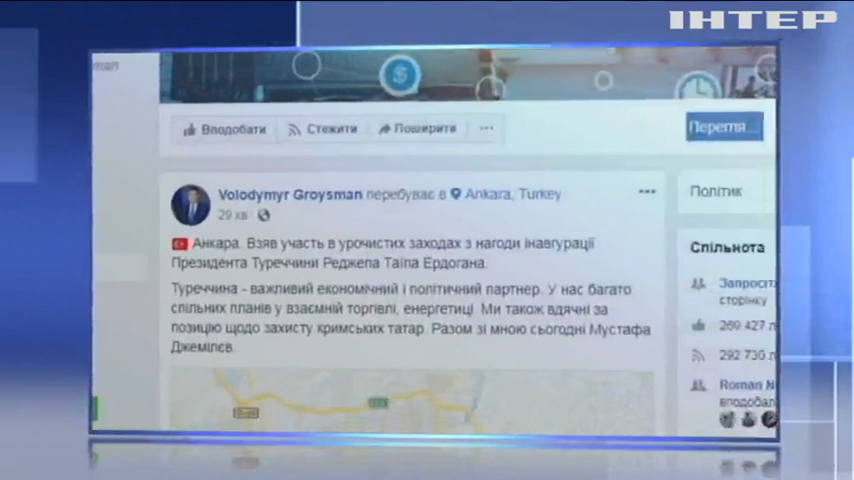 ІНТЕР
Вподобати Стежити Поширити ...
Volodymyr Groysman перебуває в Ankara, Turkey
29 хв
Політик
Анкара. Взяв участь в урочистих заходах з нагоди інавгурації
Президента Туреччини Реджепа Таїпа Ердогана.
Туреччина - важливий економічний і політичний партнер. У нас багато
спільних планів у взаємній торгівлі, енергетиці. Ми також вдячні за
позицію щодо захисту кримських татар. Разом зі мною сьогодні Мустафа
Джемілєв.
Спільнота
сторінку
269 427
292 730
Roman